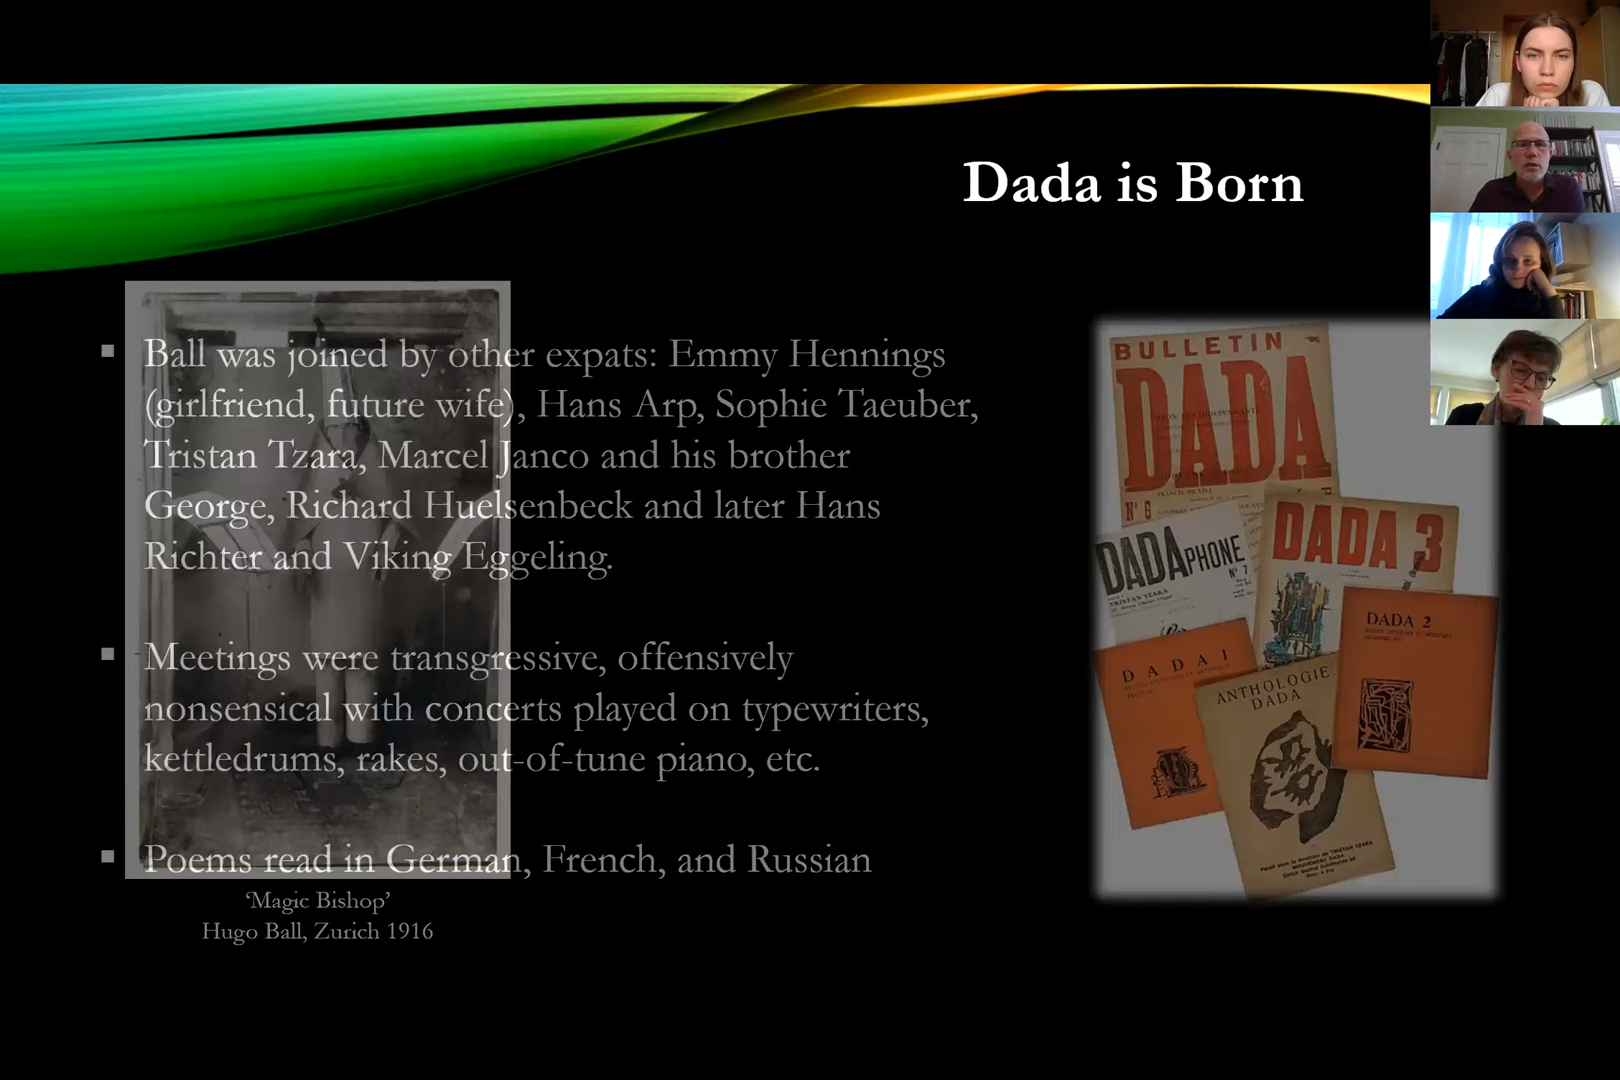 Dada is Born
Ball was joined by other expats: Emmy Hennings
(girlfriend, future wife), Hans Arp, Sophie Taeuber,
Tristan Tzara, Marcel Janco and his brother
George, Richard Huelsenbeck and later Hans
Richter and Viking Eggeling.
Meetings were transgressive, offensively
nonsensical with concerts played on typewriters,
kettledrums, rakes, out-of-tune piano, etc.
Poems read in German, French, and Russian
‘Magic Bishop’
Hugo Ball, Zurich 1916
BULLETIN
DADA
N° 6
DADAPHONE
N° 7
TRISTAN TZARA
DADA 3
DADA 2
DADA 1
ANTHOLOGIE
DADA
MOUVEMENT DADA